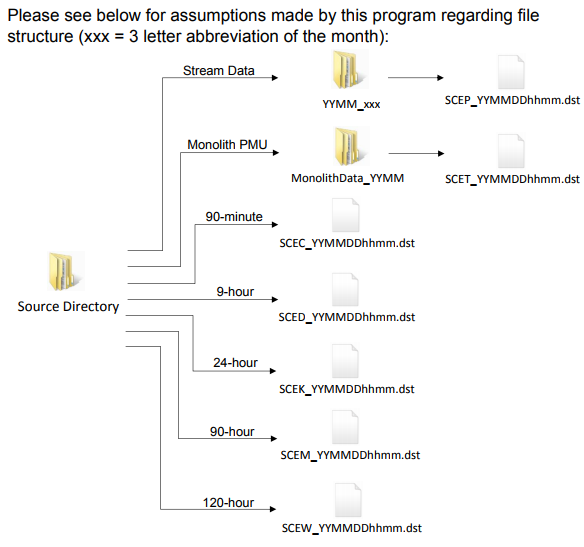 Please see below for assumptions made by this program regarding file
structure (xxx = 3 letter abbreviation of the month):
Stream Data
YYMM_xxx
SCEP_YYMMDDhhmm.dst
Monolith PMU
MonolithData_YYMM
SCET_YYMMDDhhmm.dst
90-minute
SCEC_YYMMDDhhmm.dst
Source Directory
9-hour
SCED_YYMMDDhhmm.dst
24-hour
SCEK_YYMMDDhhmm.dst
90-hour
SCEM_YYMMDDhhmm.dst
120-hour
SCEW_YYMMDDhhmm.dst